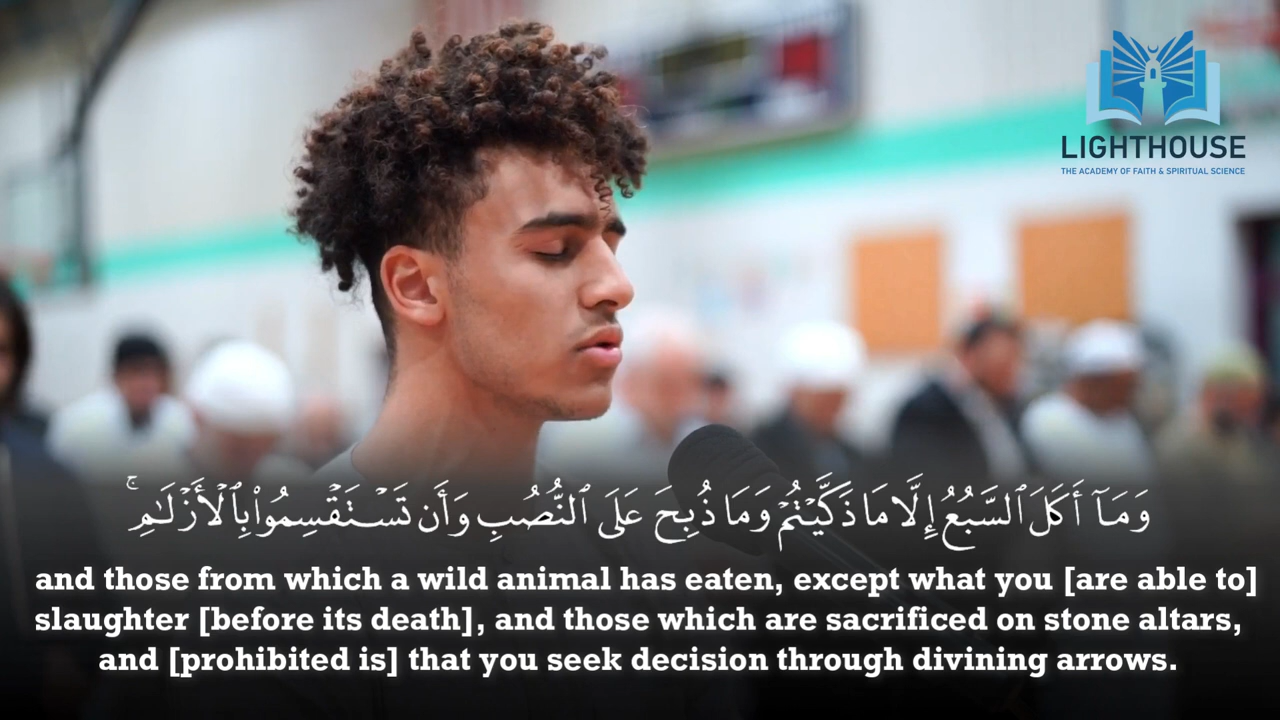 LIGHTHOUSE
THE ACADEMY OF FAITH & SPIRITUAL SCIENCE
وَمَآ أَكَلَ ٱلسَّبُعُ إِلَّا مَا ذَكَّيْتُمْ وَمَا ذُبِحَ عَلَى ٱلنُّصُبِ وَأَن تَسْتَقْسِمُوا۟ بِٱلْأَزْلَـٰمِ ۚ
and those from which a wild animal has eaten, except what you [are able to]
slaughter [before its death], and those which are sacrificed on stone altars,
and [prohibited is] that you seek decision through divining arrows.